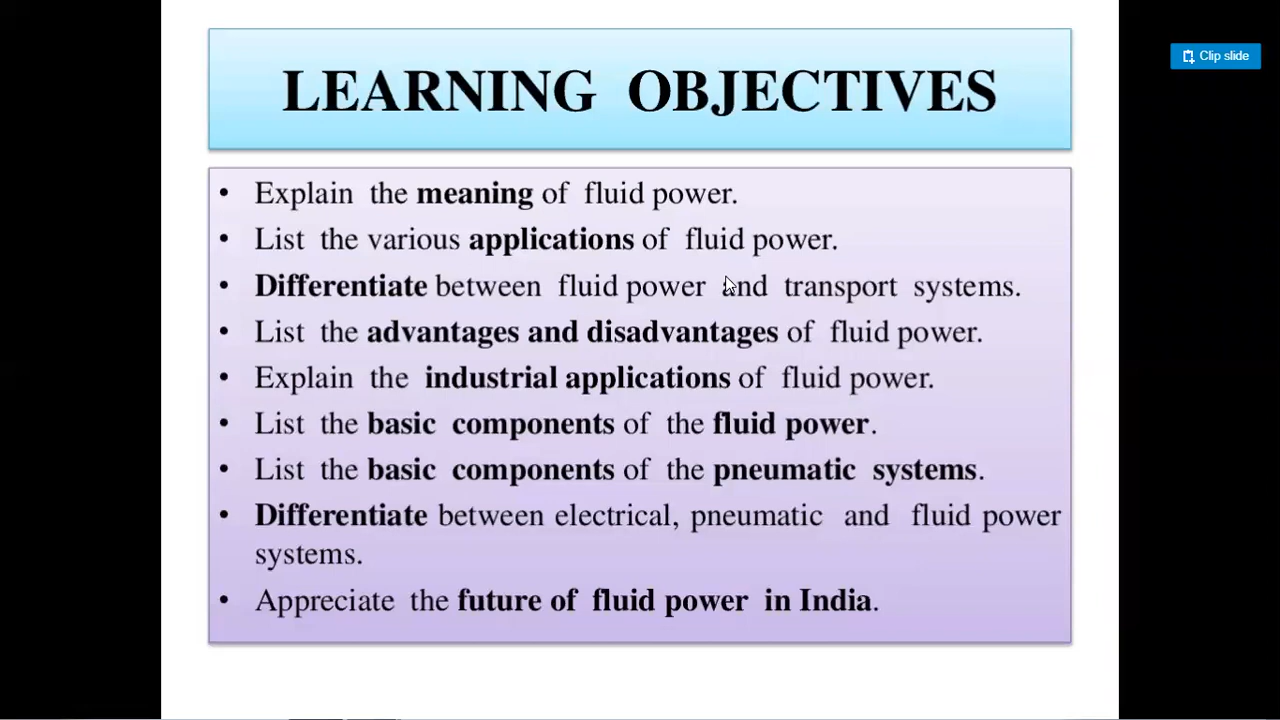 Clip slide
LEARNING OBJECTIVES
• Explain the meaning of fluid power.
• List the various applications of fluid power.
• Differentiate between fluid power and transport systems.
• List the advantages and disadvantages of fluid power.
• Explain the industrial applications of fluid power.
• List the basic components of the fluid power.
• List the basic components of the pneumatic systems.
• Differentiate between electrical, pneumatic and fluid power
systems.
• Appreciate the future of fluid power in India.